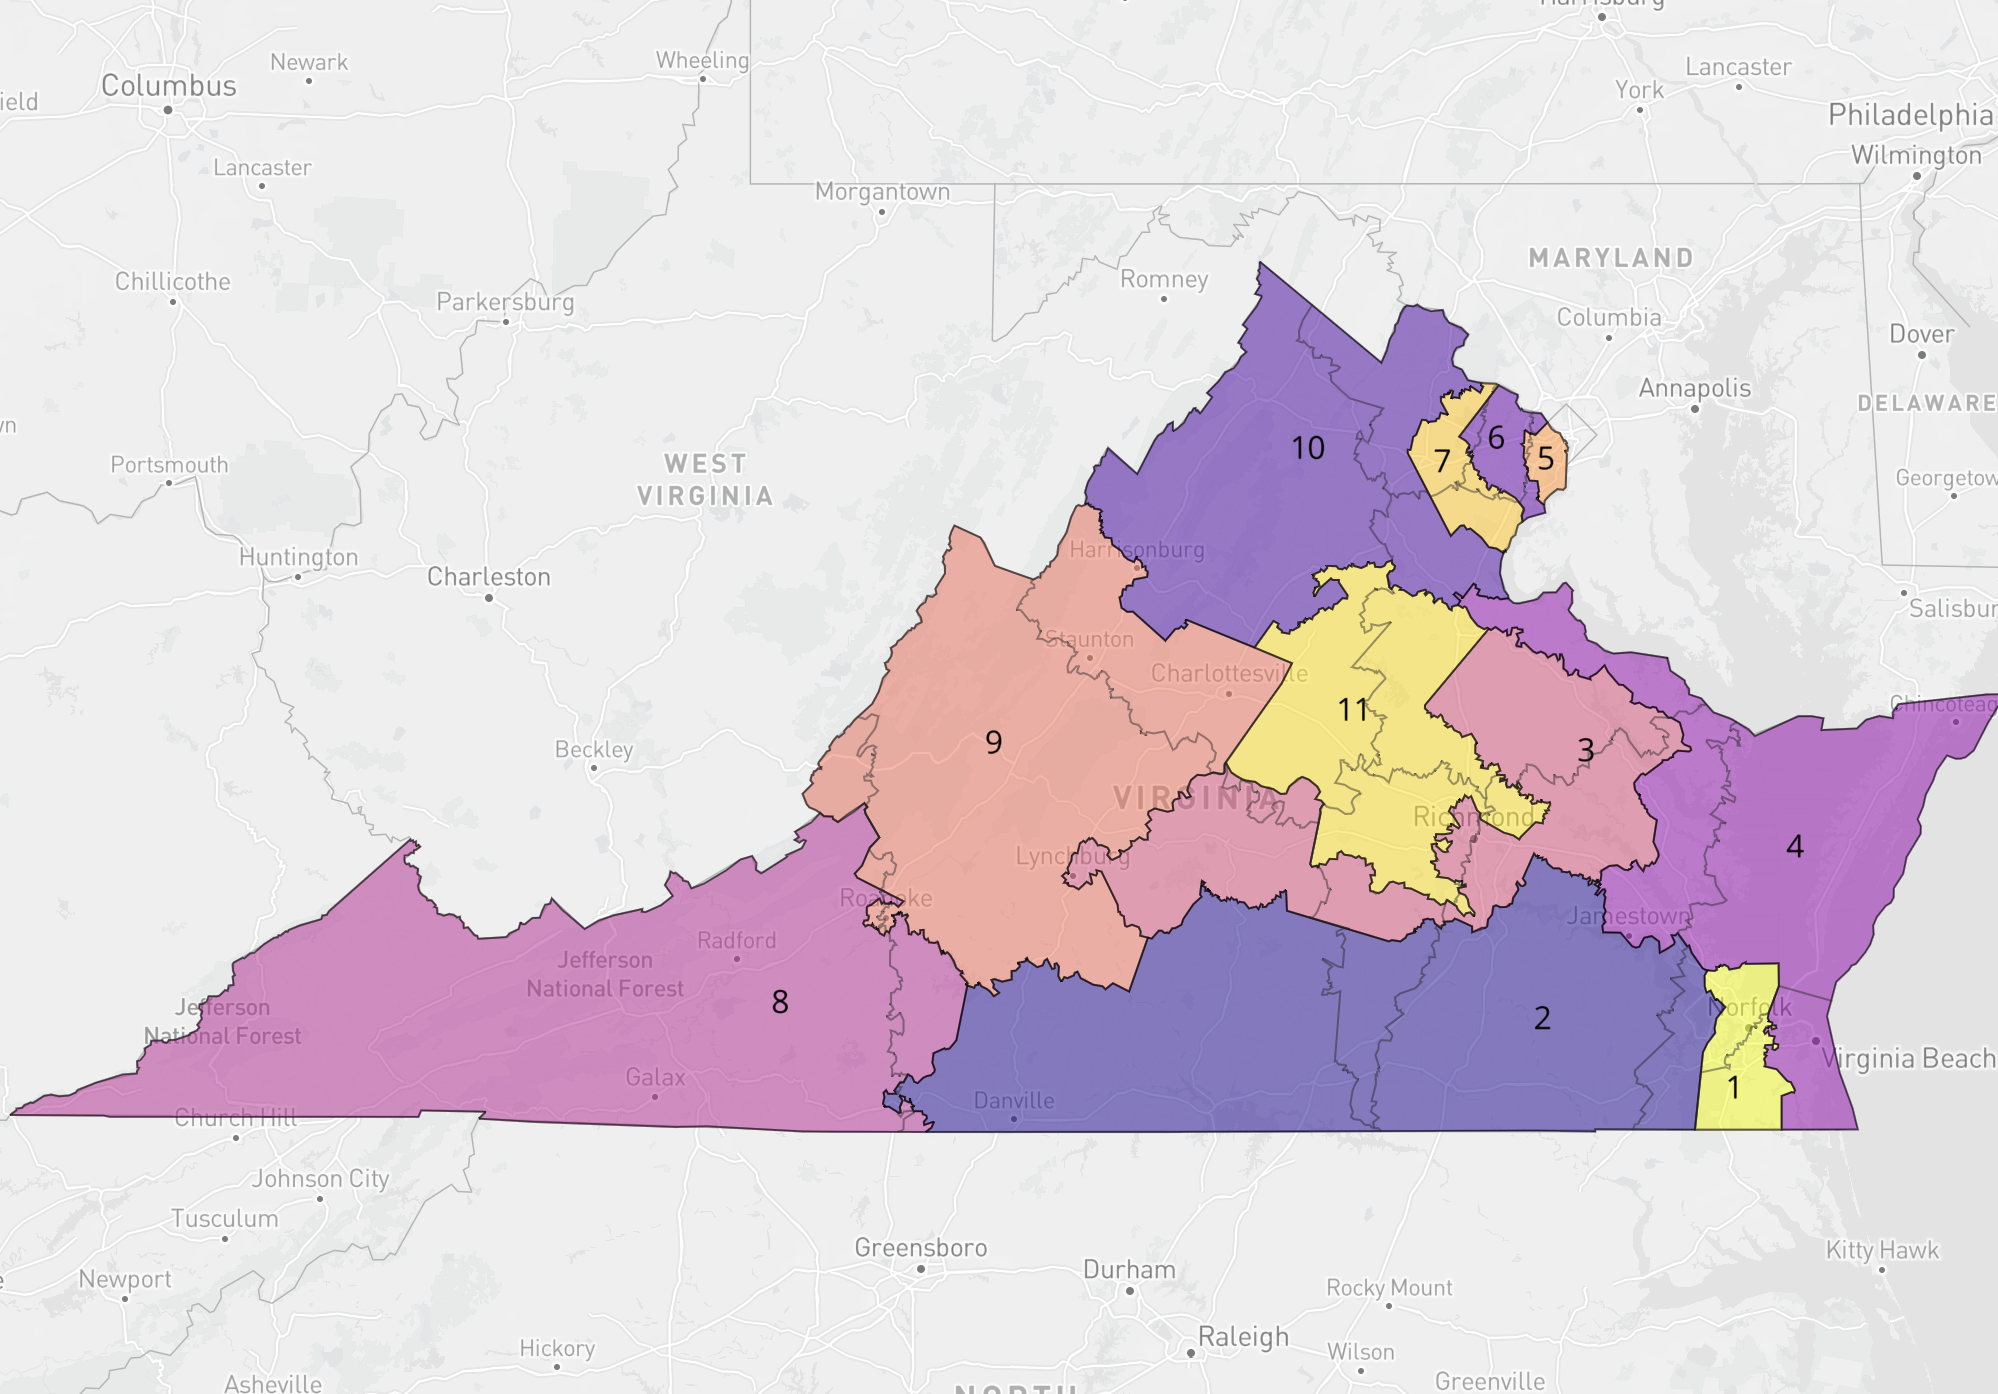 Harrisburg
Newark
Wheeling
Columbus
Lancaster
York
Philadelphia
ield
Lancaster
Wilmington
Morgantown
MARYLAND
Romney
Chillicothe
Parkersburg
Columbia
Dover
Annapolis
DELAWARE
wn
10
7
6
5
WEST
VIRGINIA
Portsmouth
Georgetow
Harrisonburg
Huntington
Charleston
Salisbur
Staunton
Charlottesville
Chincoteag
11
9
3
Beckley
VIRGINIA
Richmond
4
Lynchburg
Roanoke
Jamestown
Radford
Jefferson
National Forest
8
2
Jefferson
National Forest
Norfolk
Virginia Beach
Galax
1
Danville
Church Hill
Johnson City
Tusculum
Greensboro
Kitty Hawk
Durham
Newport
e
Rocky Mount
Raleigh
Hickory
Wilson
Asheville
Greenville
NORTH